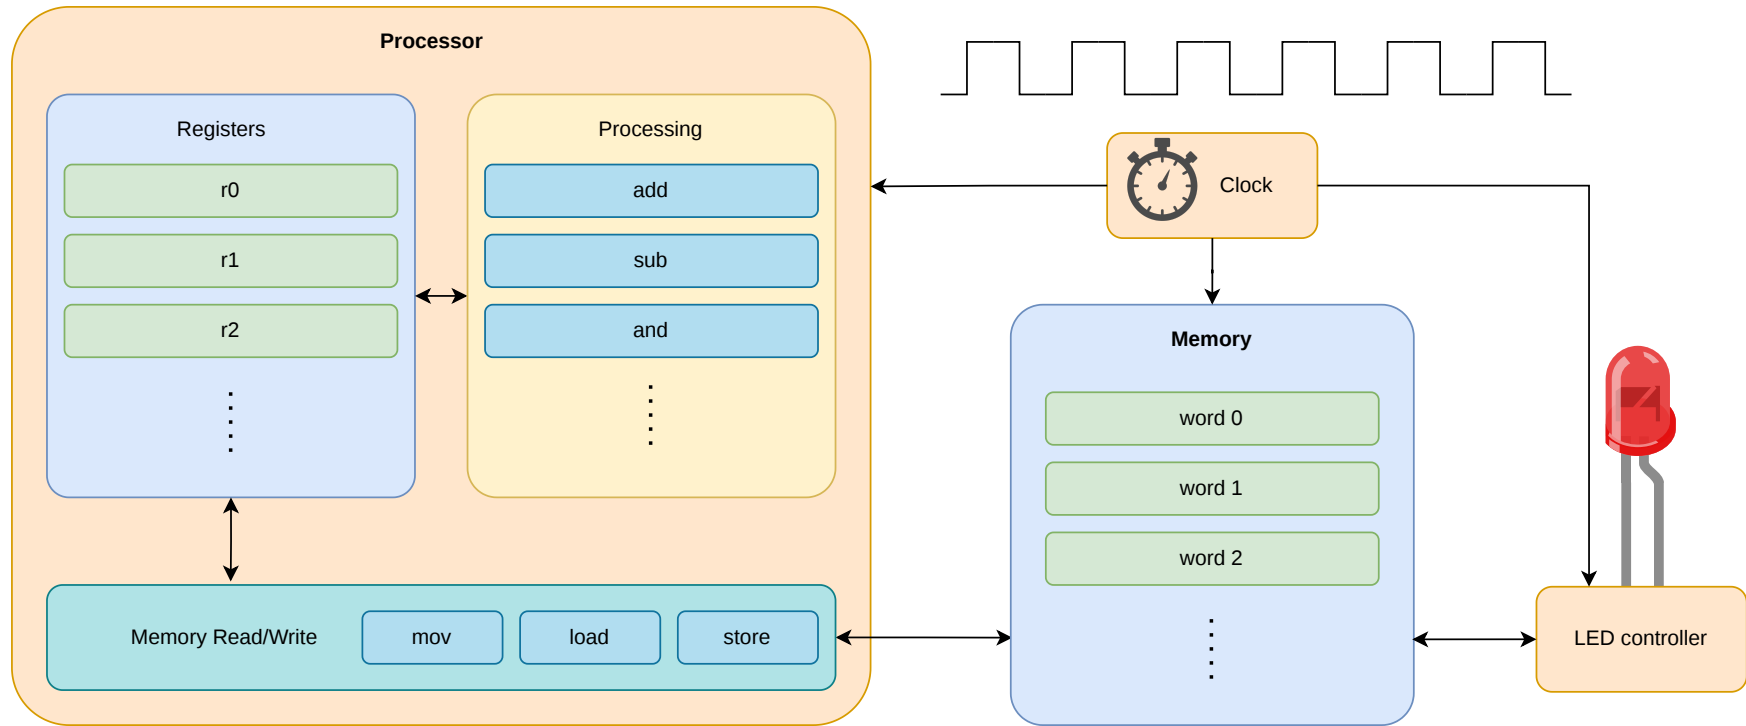 Processor
Registers
r0
r1
r2
Processing
add
sub
and
Memory Read/Write
mov
load
store
Clock
Memory
word 0
word 1
word 2
LED controller